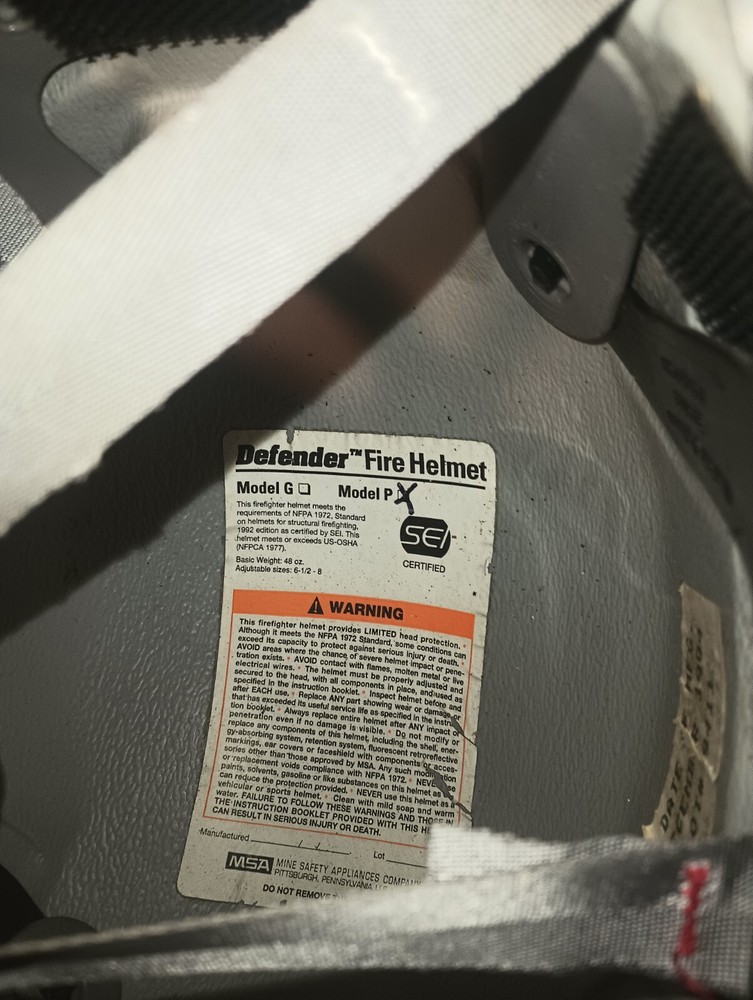 Defender™ Fire Helmet
Model G Model P X
This firefighter helmet meets the
requirements of NFPA 1972, Standard
on helmets for structural firefighting,
1992 edition as certified by SEI. This
helmet meets or exceeds US-OSHA
(NFPCA 1977).
Basic Weight: 48 oz.
Adjustable sizes: 6-1/2 - 8
SEI
CERTIFIED
WARNING
This firefighter helmet provides LIMITED head protection. •
Although it meets the NFPA 1972 Standard, some conditions can
exceed its capacity to protect against serious injury or death. •
AVOID areas where the chance of severe helmet impact or pene-
tration exists. • AVOID contact with flames, molten metal or live
electrical wires. • The helmet must be properly adjusted and
secured to the head, with all components in place, and used as
specified in the instruction booklet. • Inspect helmet before and
after EACH use. • Replace ANY part showing wear or damage
that has exceeded its useful service life as specified in the instruc
tion booklet. • Always replace entire helmet after ANY impact or
penetration even if no damage is visible. • Do not modify or
replace any components of this helmet, including the shell, ener-
gy-absorbing system, retention system, fluorescent retroreflective
markings, ear covers or faceshield with components or acces-
sories other than those approved by MSA. Any such modification
or replacement voids compliance with NFPA 1972. • NEVER use
paints, solvents, gasoline or like substances on this helmet as
can reduce the protection provided. • NEVER use this helmet as a
vehicular or sports helmet. • Clean with mild soap and warm
water. FAILURE TO FOLLOW THESE WARNINGS AND THOSE IN
THE INSTRUCTION BOOKLET PROVIDED WITH THIS
CAN RESULT IN SERIOUS INJURY OR DEATH.
Manufactured / / Lot
MSA MINE SAFETY APPLIANCES COMPANY
PITTSBURGH, PENNSYLVANIA
DO NOT REMOVE
DATE